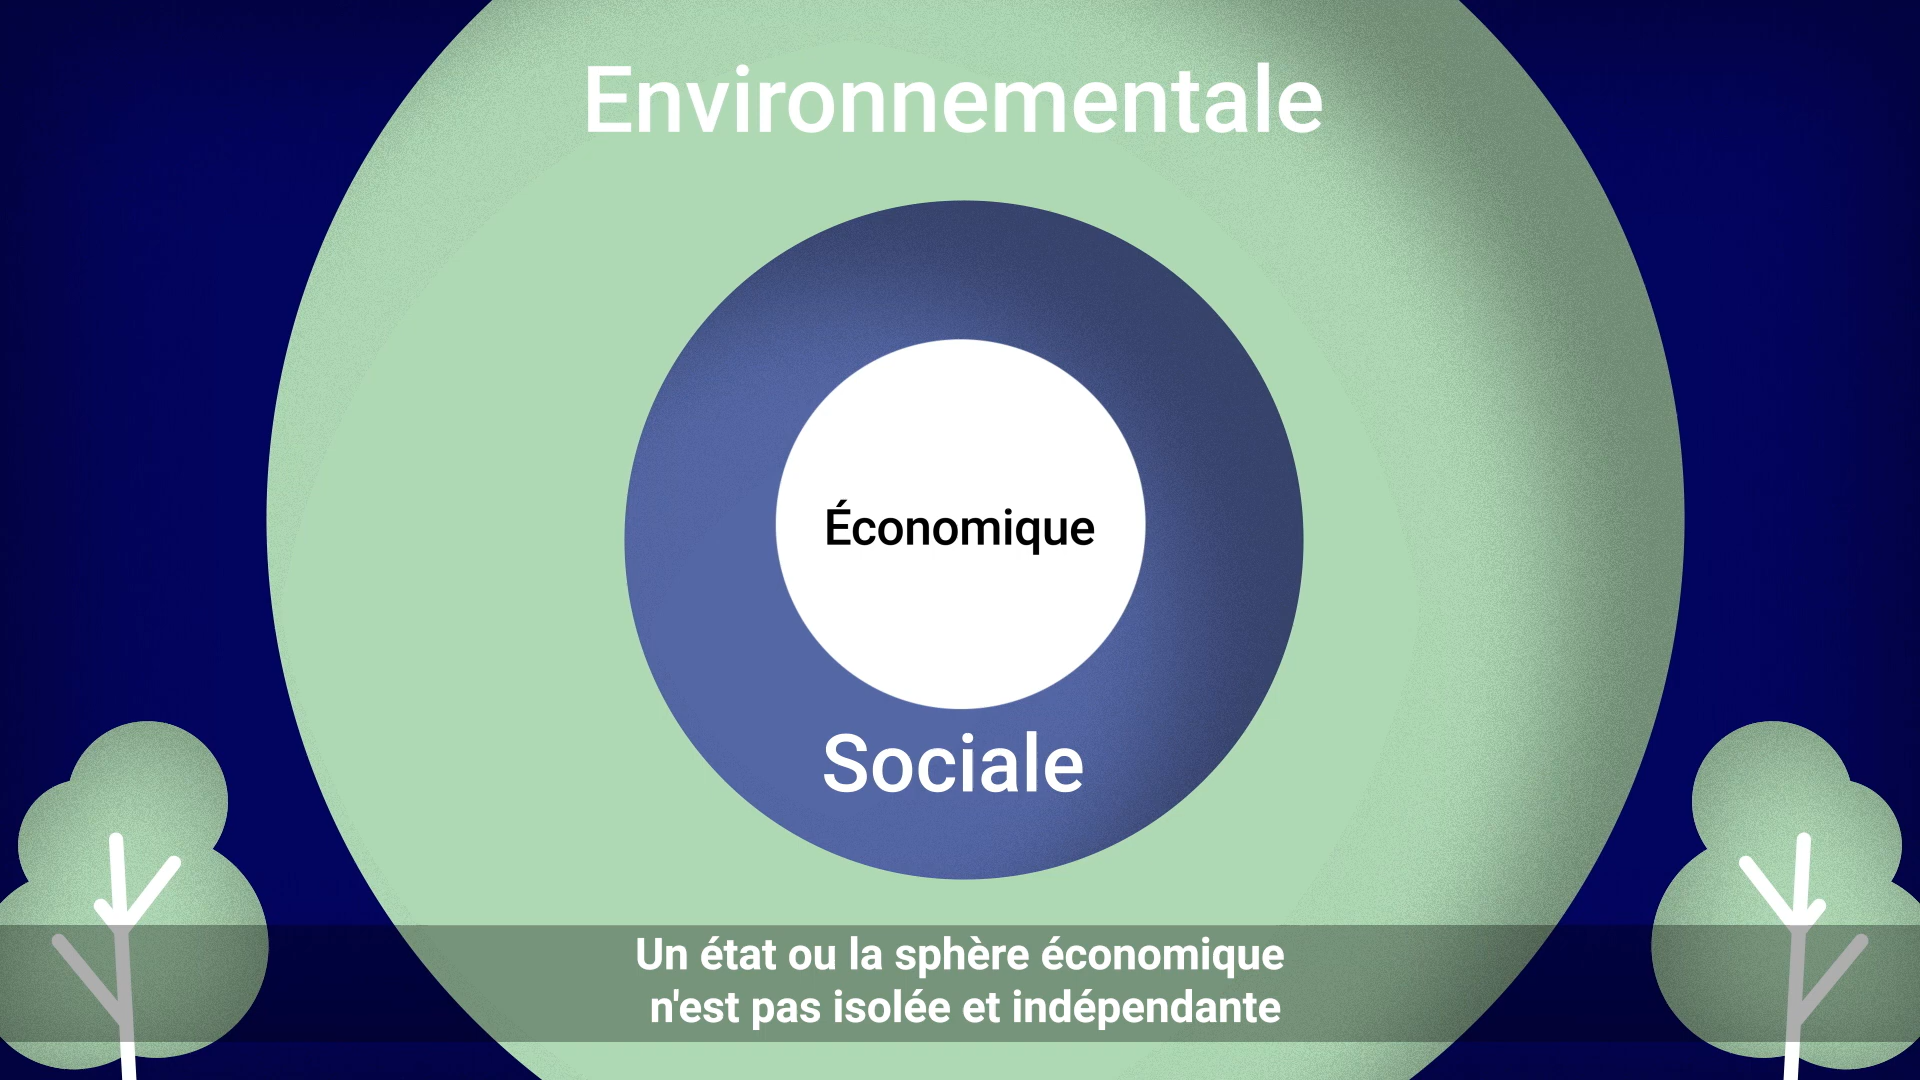 Environnementale
Économique
Sociale
Un état ou la sphère économique
n'est pas isolée et indépendante